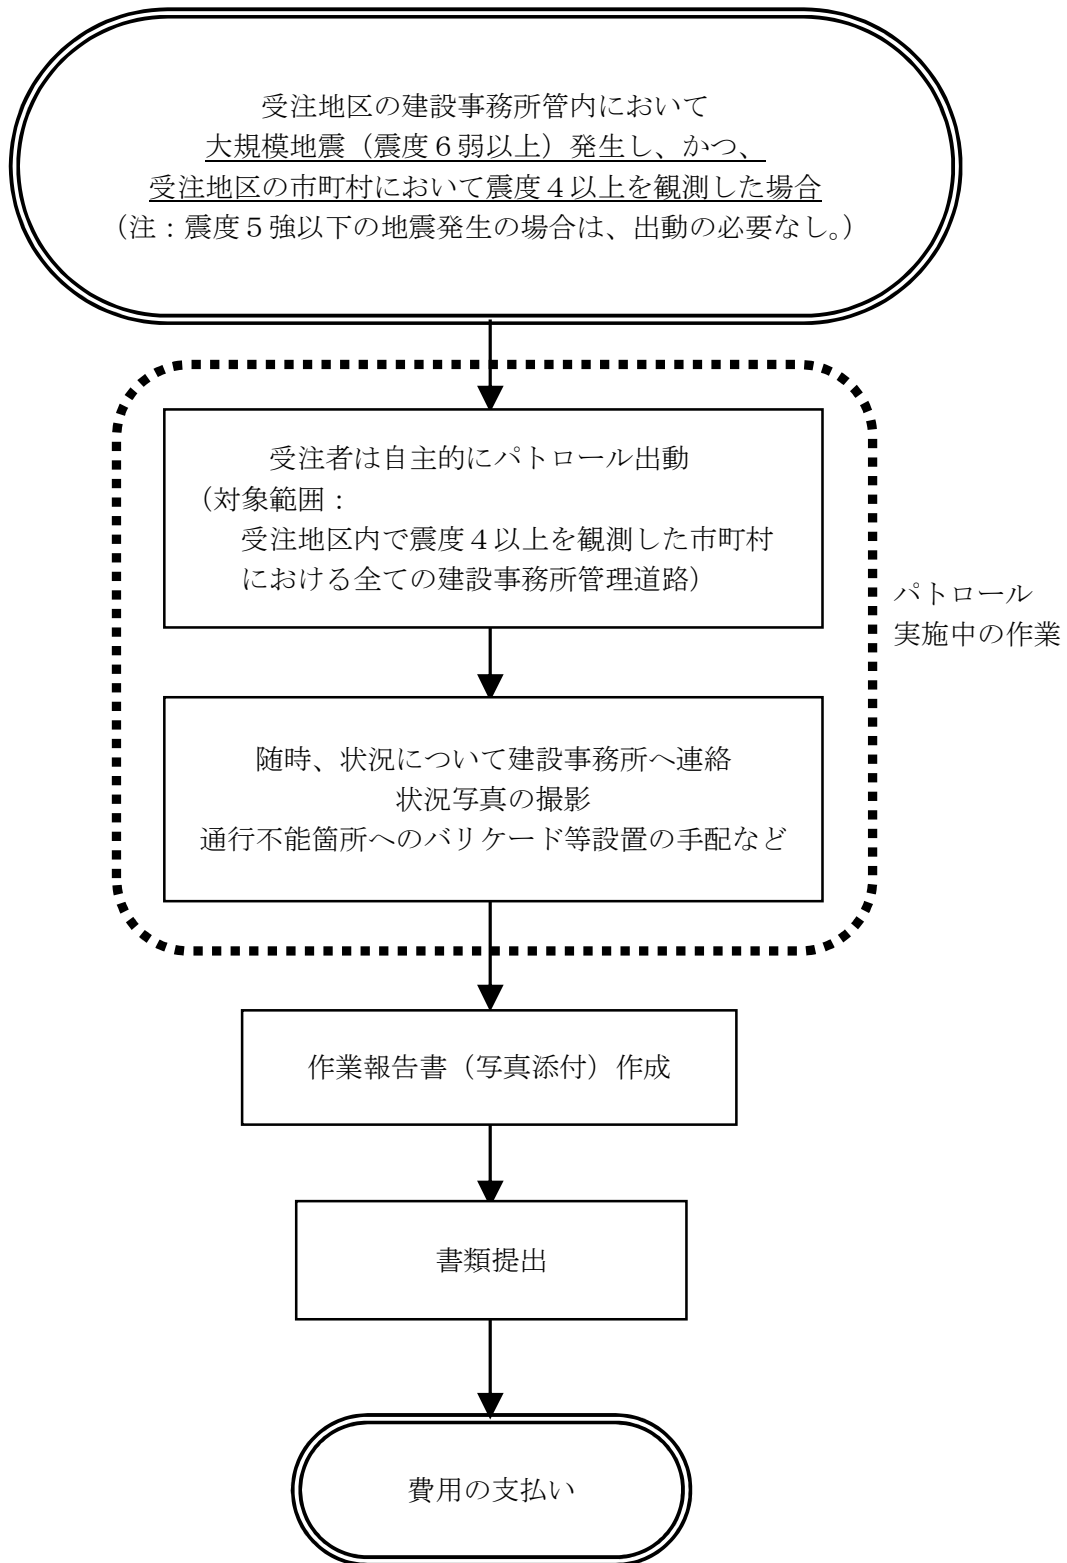 受注地区の建設事務所管内において
大規模地震（震度６弱以上）発生し、かつ、
受注地区の市町村において震度４以上を観測した場合
（注：震度５強以下の地震発生の場合は、出動の必要なし。）
受注者は自主的にパトロール出動
（対象範囲：
受注地区内で震度４以上を観測した市町村
における全ての建設事務所管理道路）
パトロール
実施中の作業
随時、状況について建設事務所へ連絡
状況写真の撮影
通行不能箇所へのバリケード等設置の手配など
作業報告書（写真添付）作成
書類提出
費用の支払い